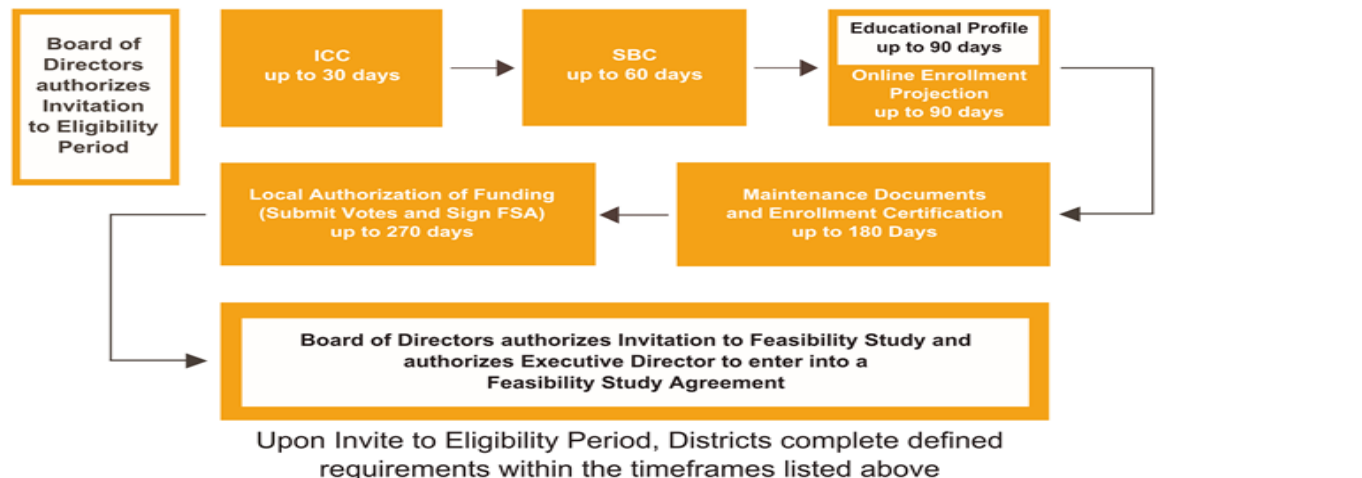 Board of
Directors
authorizes
Invitation
to Eligibility
Period
ICC
up to 30 days
SBC
up to 60 days
Educational Profile
up to 90 days
Online Enrollment
Projection
up to 90 days
Maintenance Documents
and Enrollment Certification
up to 180 Days
Local Authorization of Funding
(Submit Votes and Sign FSA)
up to 270 days
Board of Directors authorizes Invitation to Feasibility Study and
authorizes Executive Director to enter into a
Feasibility Study Agreement
Upon Invite to Eligibility Period, Districts complete defined
requirements within the timeframes listed above